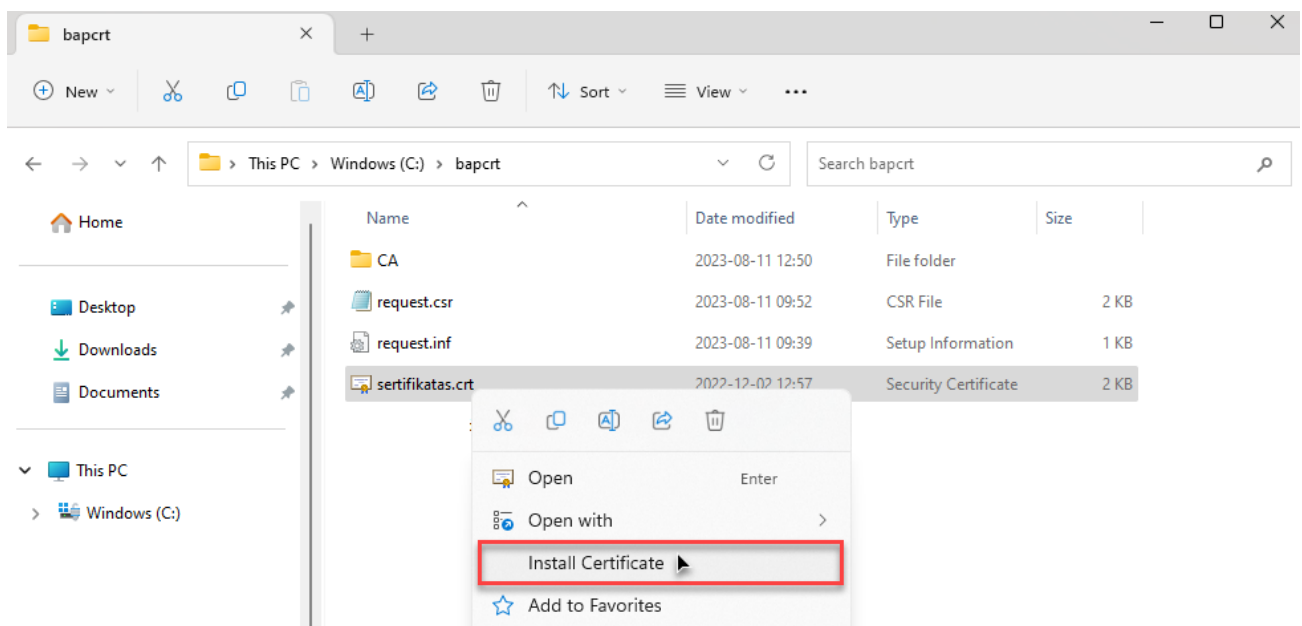 bapcrt
New
Sort
View
This PC > Windows (C:) > bapcrt
Search bapcrt
Home
Desktop
Downloads
Documents
This PC
Windows (C:)
Name Date modified Type Size
CA 2023-08-11 12:50 File folder
request.csr 2023-08-11 09:52 CSR File 2 KB
request.inf 2023-08-11 09:39 Setup Information 1 KB
sertifikatas.crt 2022-12-02 12:57 Security Certificate 2 KB
Open Enter
Open with
Install Certificate
Add to Favorites